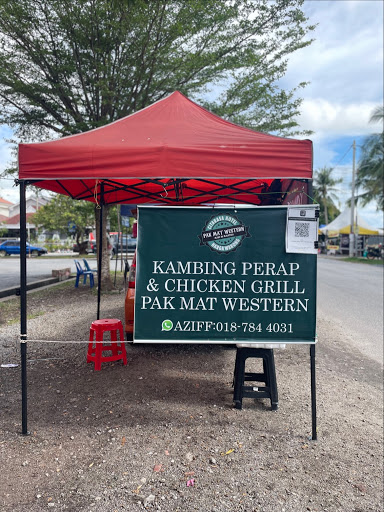 PAK MAT WESTERN
KAMBING PERAP
& CHICKEN GRILL
PAK MAT WESTERN
AZIFF:018-784 4031